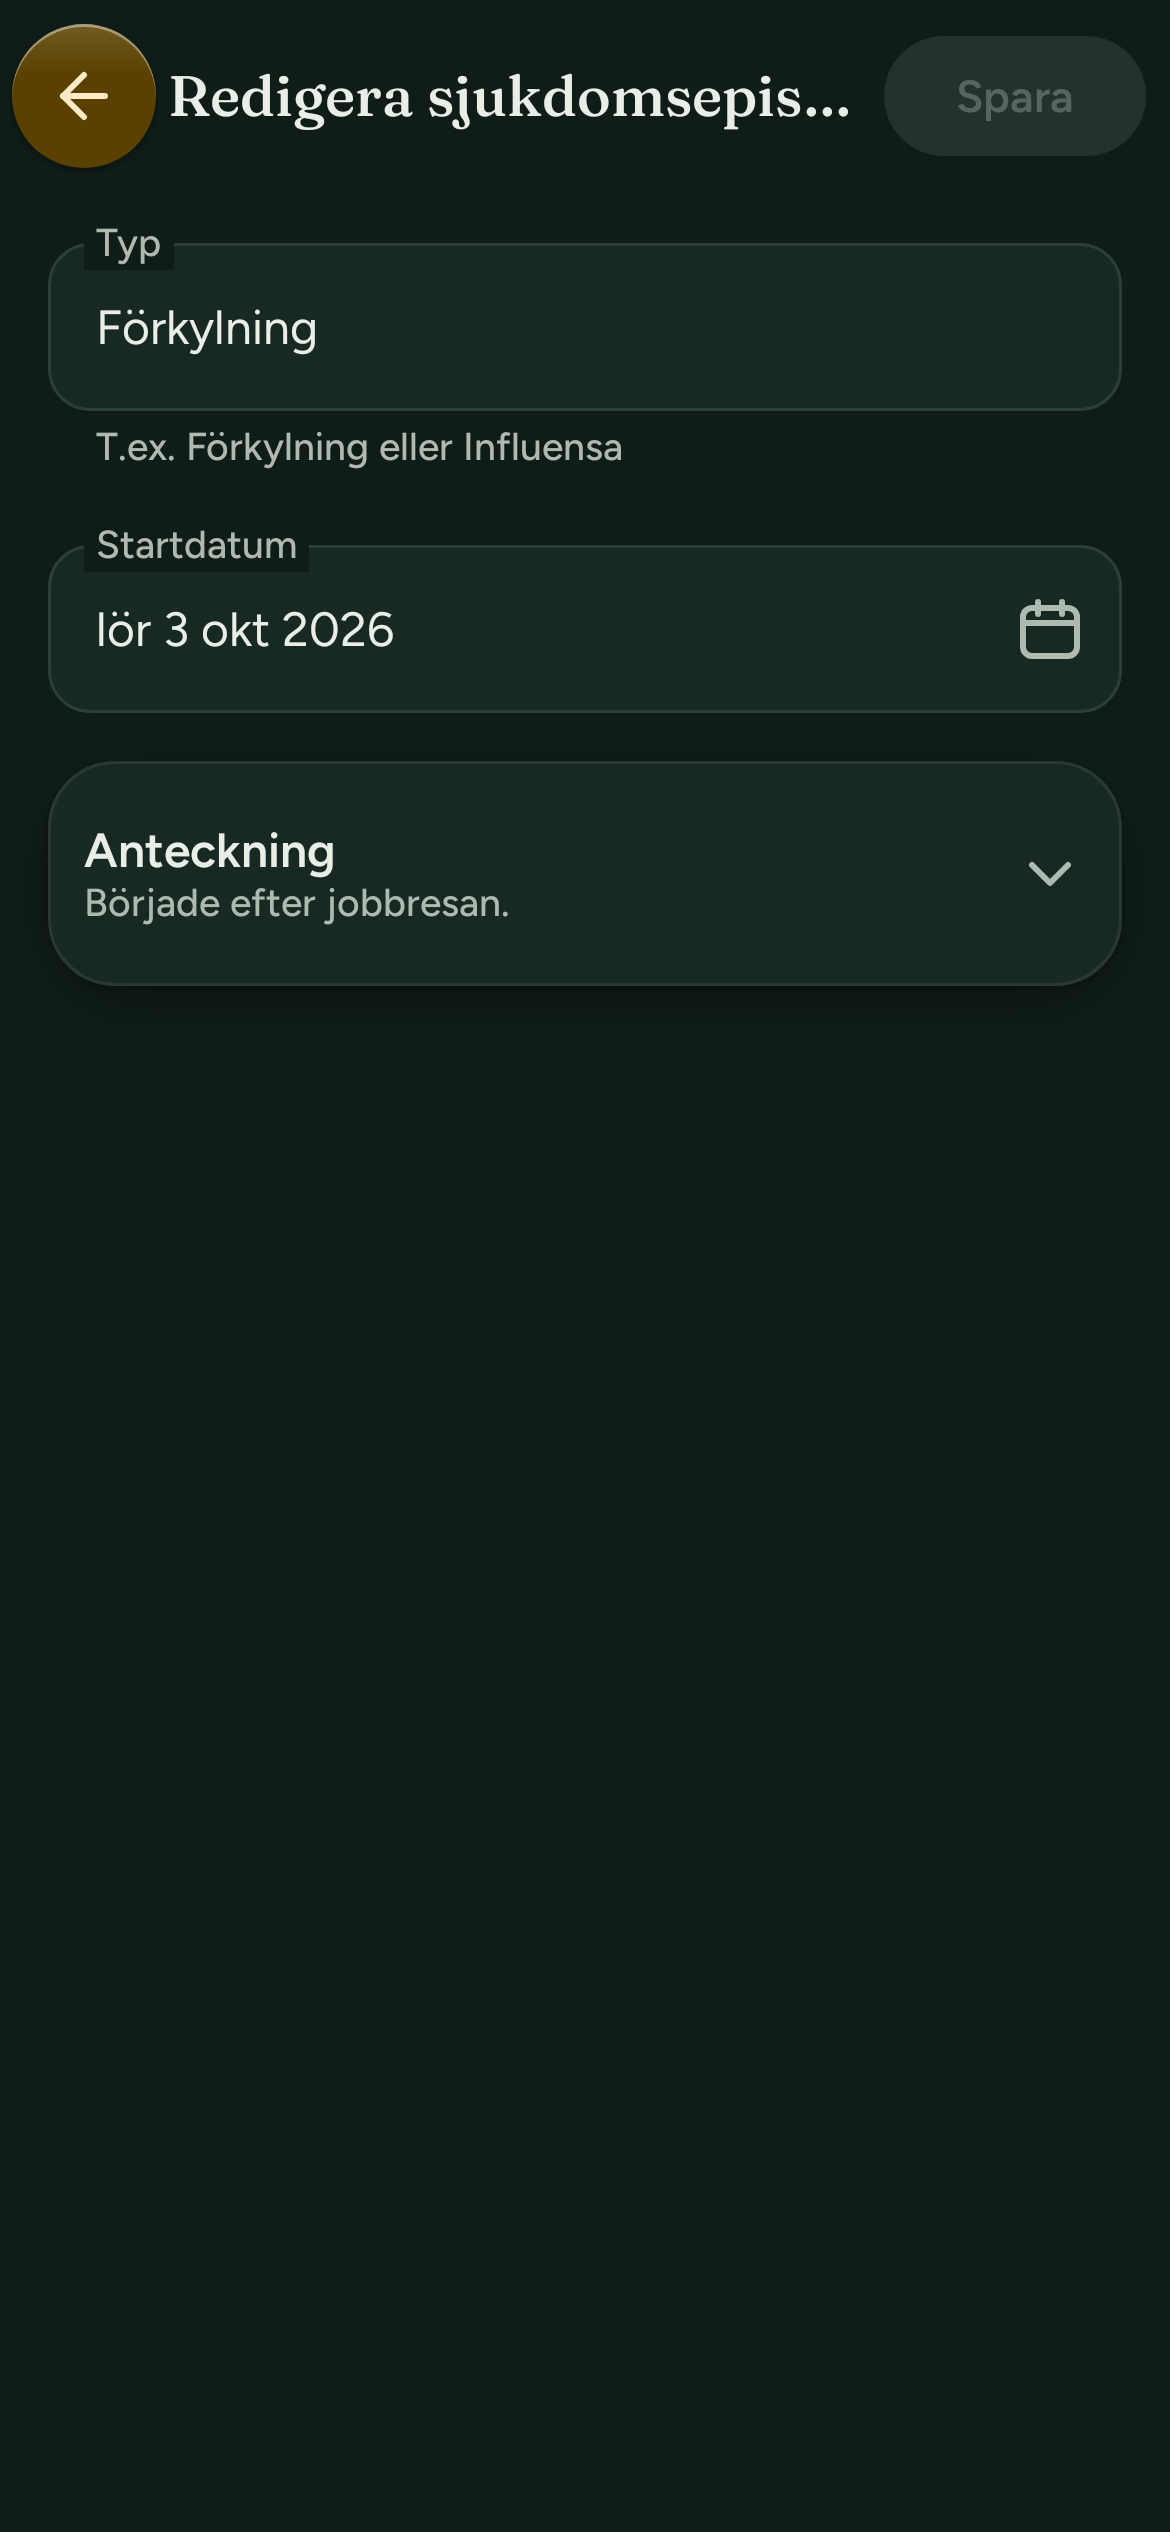 Redigera sjukdomsepis...
Spara
Typ
Förkylning
T.ex. Förkylning eller Influensa
Startdatum
lör 3 okt 2026
Anteckning
Började efter jobbresan.